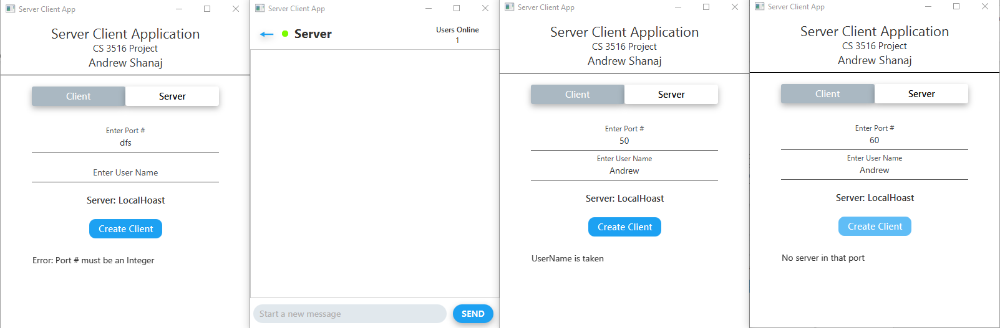 Server Client App
Server Client Application
CS 3516 Project
Andrew Shanaj
Client
Server
Enter Port #
dfs
Enter User Name
Server: LocalHoast
Create Client
Error: Port # must be an Integer
Server Client App
Server
Users Online
1
Start a new message
SEND
Server Client App
Server Client Application
CS 3516 Project
Andrew Shanaj
Client
Server
Enter Port #
50
Enter User Name
Andrew
Server: LocalHoast
Create Client
UserName is taken
Server Client App
Server Client Application
CS 3516 Project
Andrew Shanaj
Client
Server
Enter Port #
60
Enter User Name
Andrew
Server: LocalHoast
Create Client
No server in that port